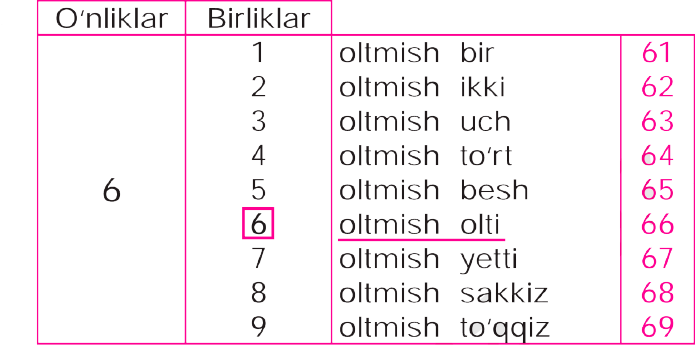 O‘nliklar Birliklar
1 oltmish bir 61
2 oltmish ikki 62
3 oltmish uch 63
4 oltmish to‘rt 64
6 5 oltmish besh 65
6 oltmish olti 66
7 oltmish yetti 67
8 oltmish sakkiz 68
9 oltmish to‘qqiz 69